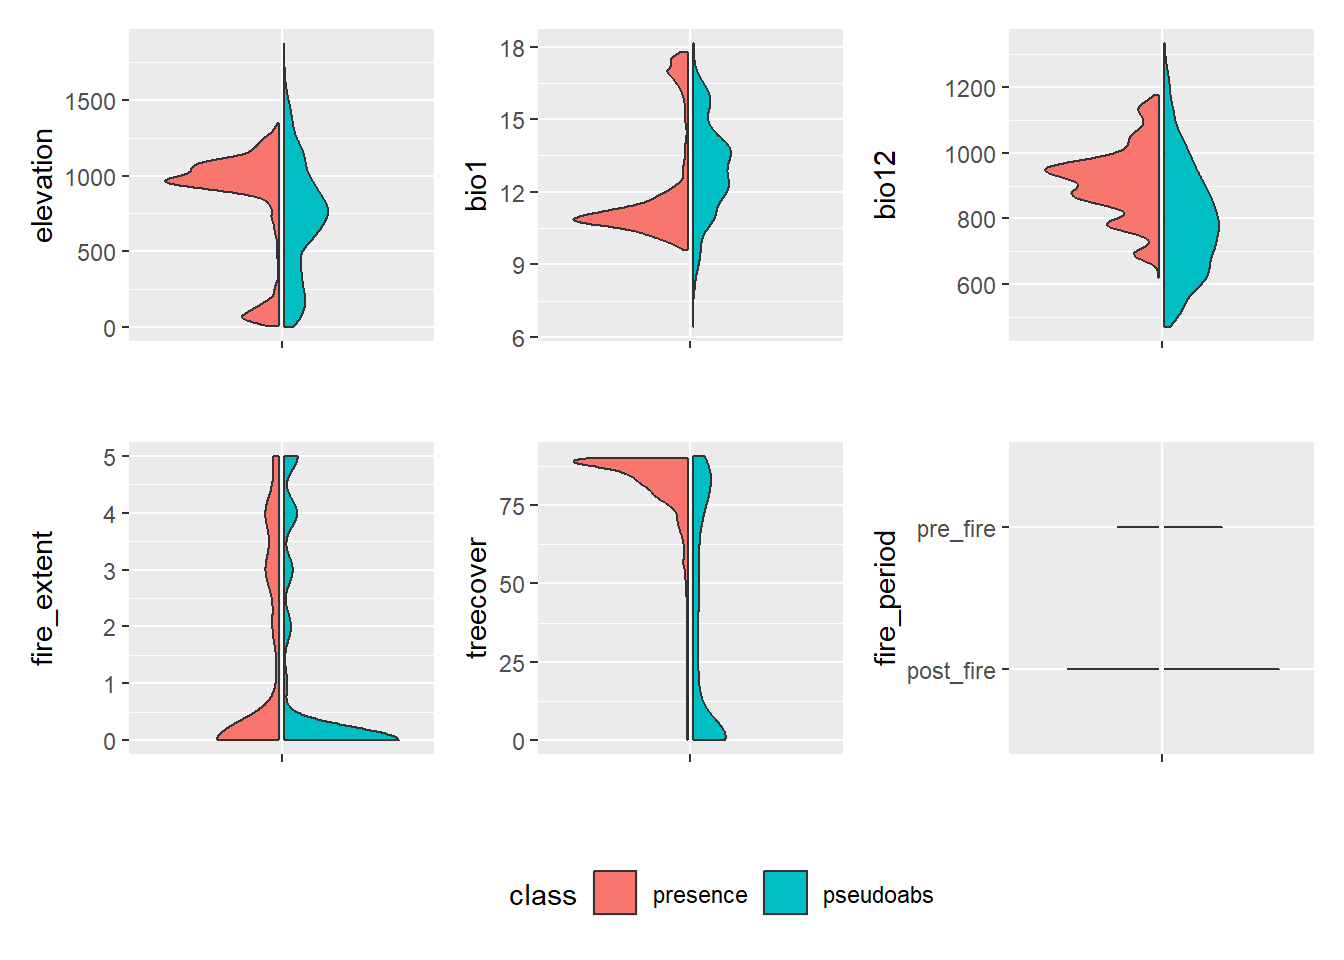 elevation
1500
1000
500
0
bio1
18
15
12
9
6
bio12
1200
1000
800
600
fire_extent
5
4
3
2
1
0
treecover
75
50
25
0
fire_period
pre_fire
post_fire
class presence pseudoabs